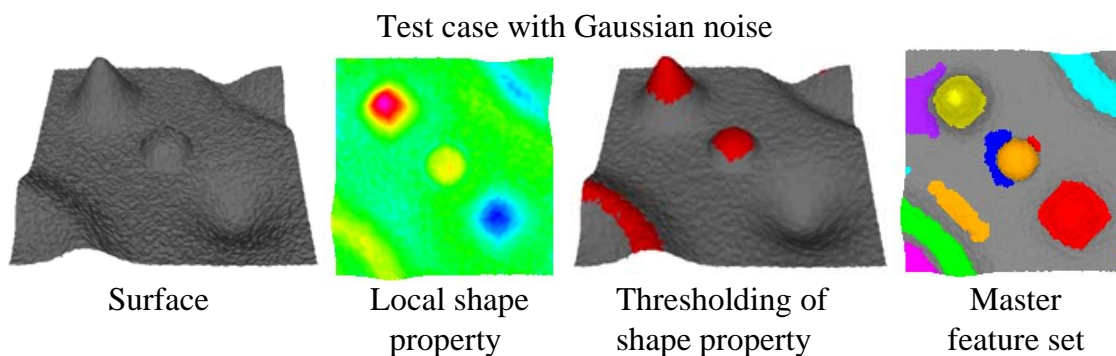 Test case with Gaussian noise
Surface
Local shape
property
Thresholding of
shape property
Master
feature set